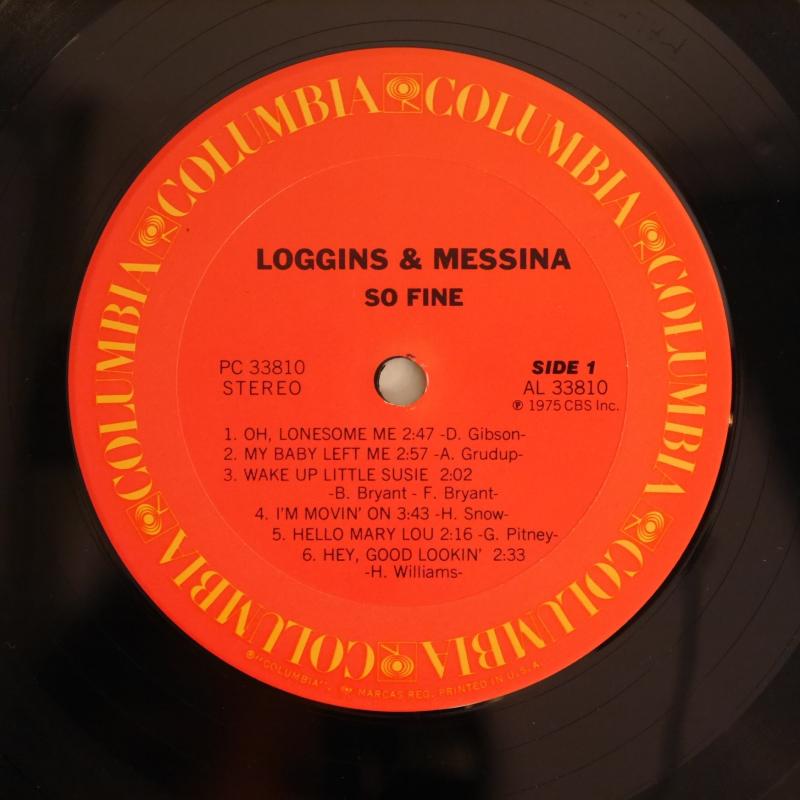 COLUMBIA COLUMBIA COLUMBIA COLUMBIA COLUMBIA COLUMBIA COLUMBIA COLUMBIA
LOGGINS & MESSINA
SO FINE
PC 33810
STEREO
SIDE 1
AL 33810
℗ 1975 CBS Inc.
1. OH, LONESOME ME 2:47 -D. Gibson-
2. MY BABY LEFT ME 2:57 -A. Grudup-
3. WAKE UP LITTLE SUSIE 2:02
-B. Bryant - F. Bryant-
4. I'M MOVIN' ON 3:43 -H. Snow-
5. HELLO MARY LOU 2:16 -G. Pitney-
6. HEY, GOOD LOOKIN' 2:33
-H. Williams-
®"COLUMBIA", MARCAS REG. PRINTED IN U.S.A.